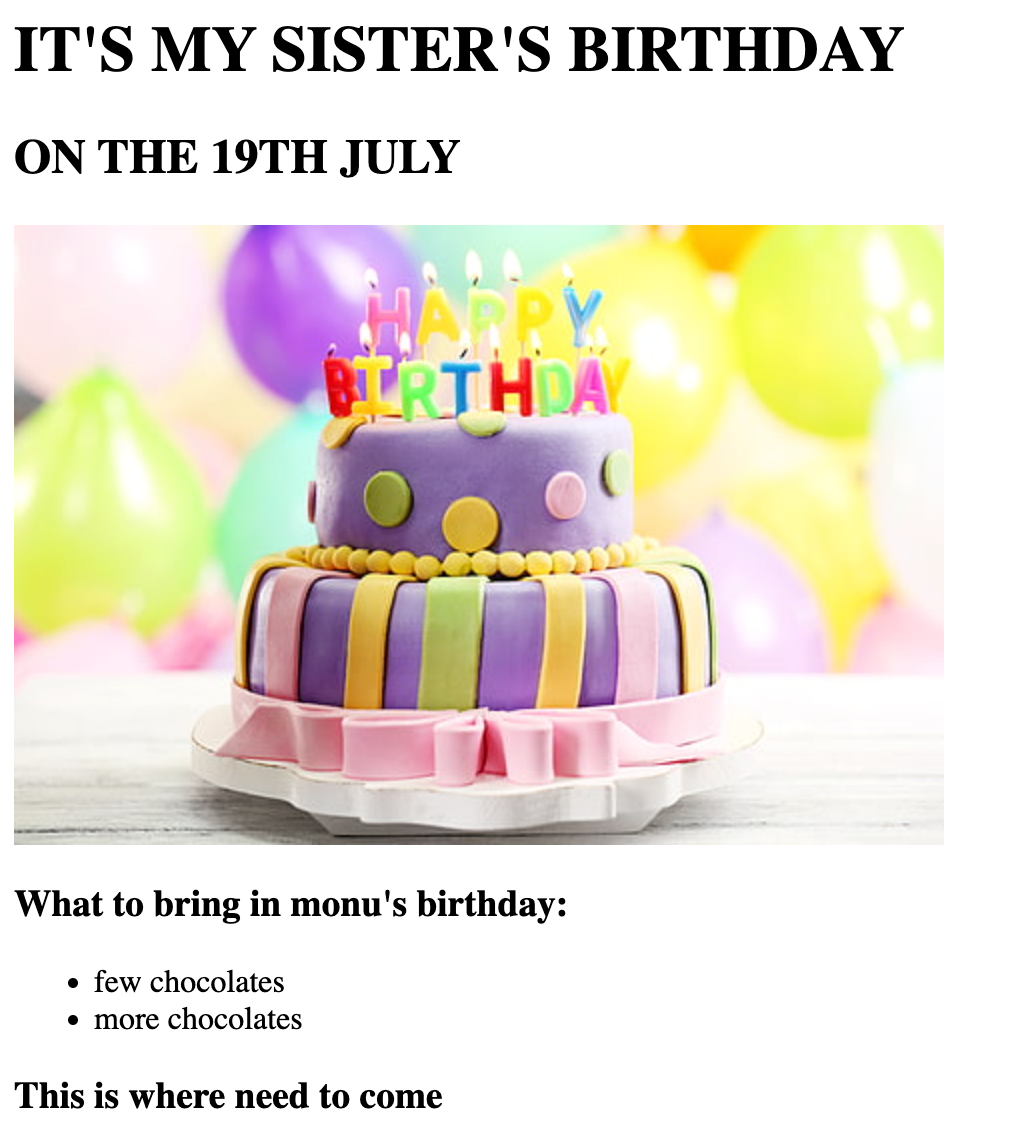 IT'S MY SISTER'S BIRTHDAY
ON THE 19TH JULY
HAPPY
BIRTHDAY
What to bring in monu's birthday:
few chocolates
more chocolates
This is where need to come